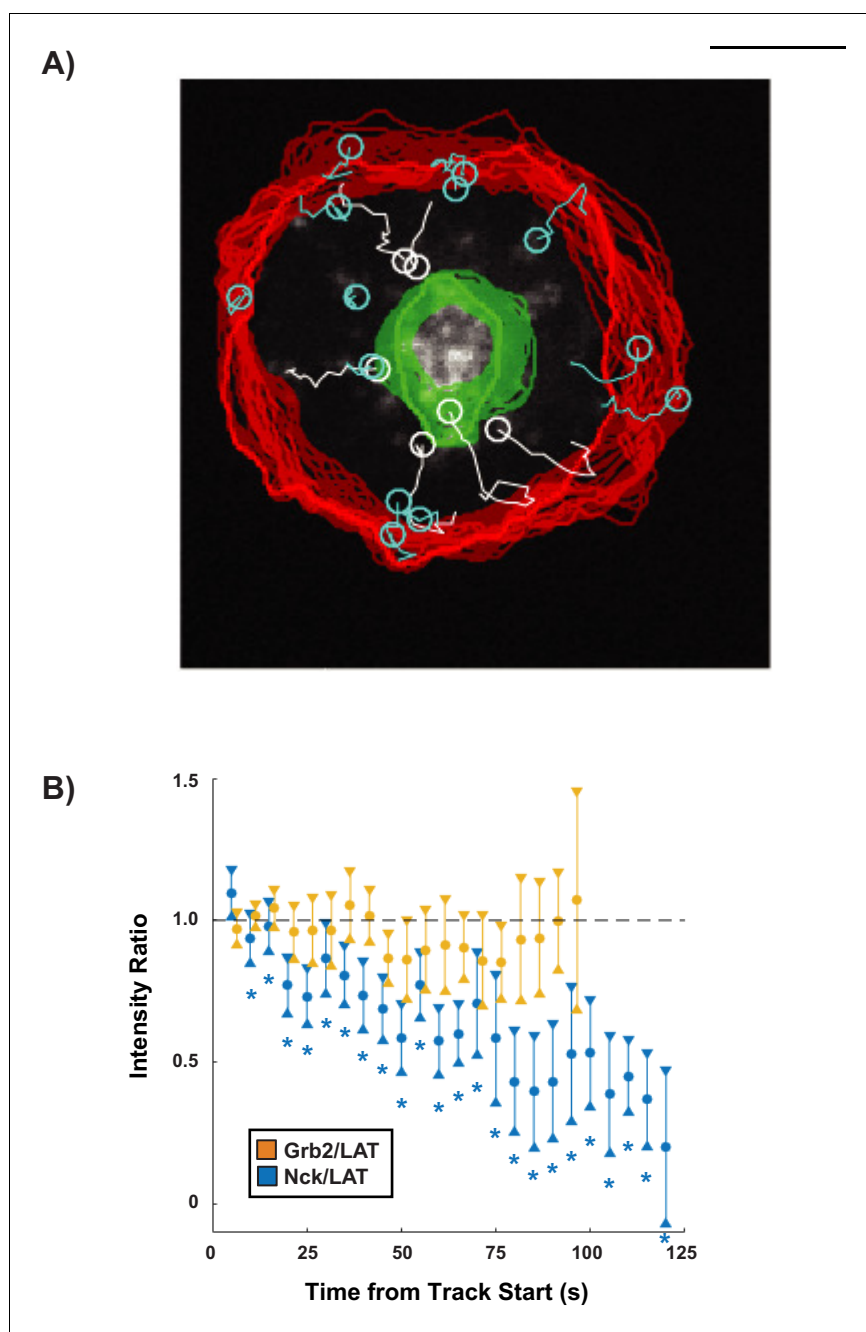 A)
B)
1.5
1.0
0.5
0
Intensity Ratio
* * * * * * * * * * * * * * * * * * * * * * *
Grb2/LAT
Nck/LAT
0 25 50 75 100 125
Time from Track Start (s)